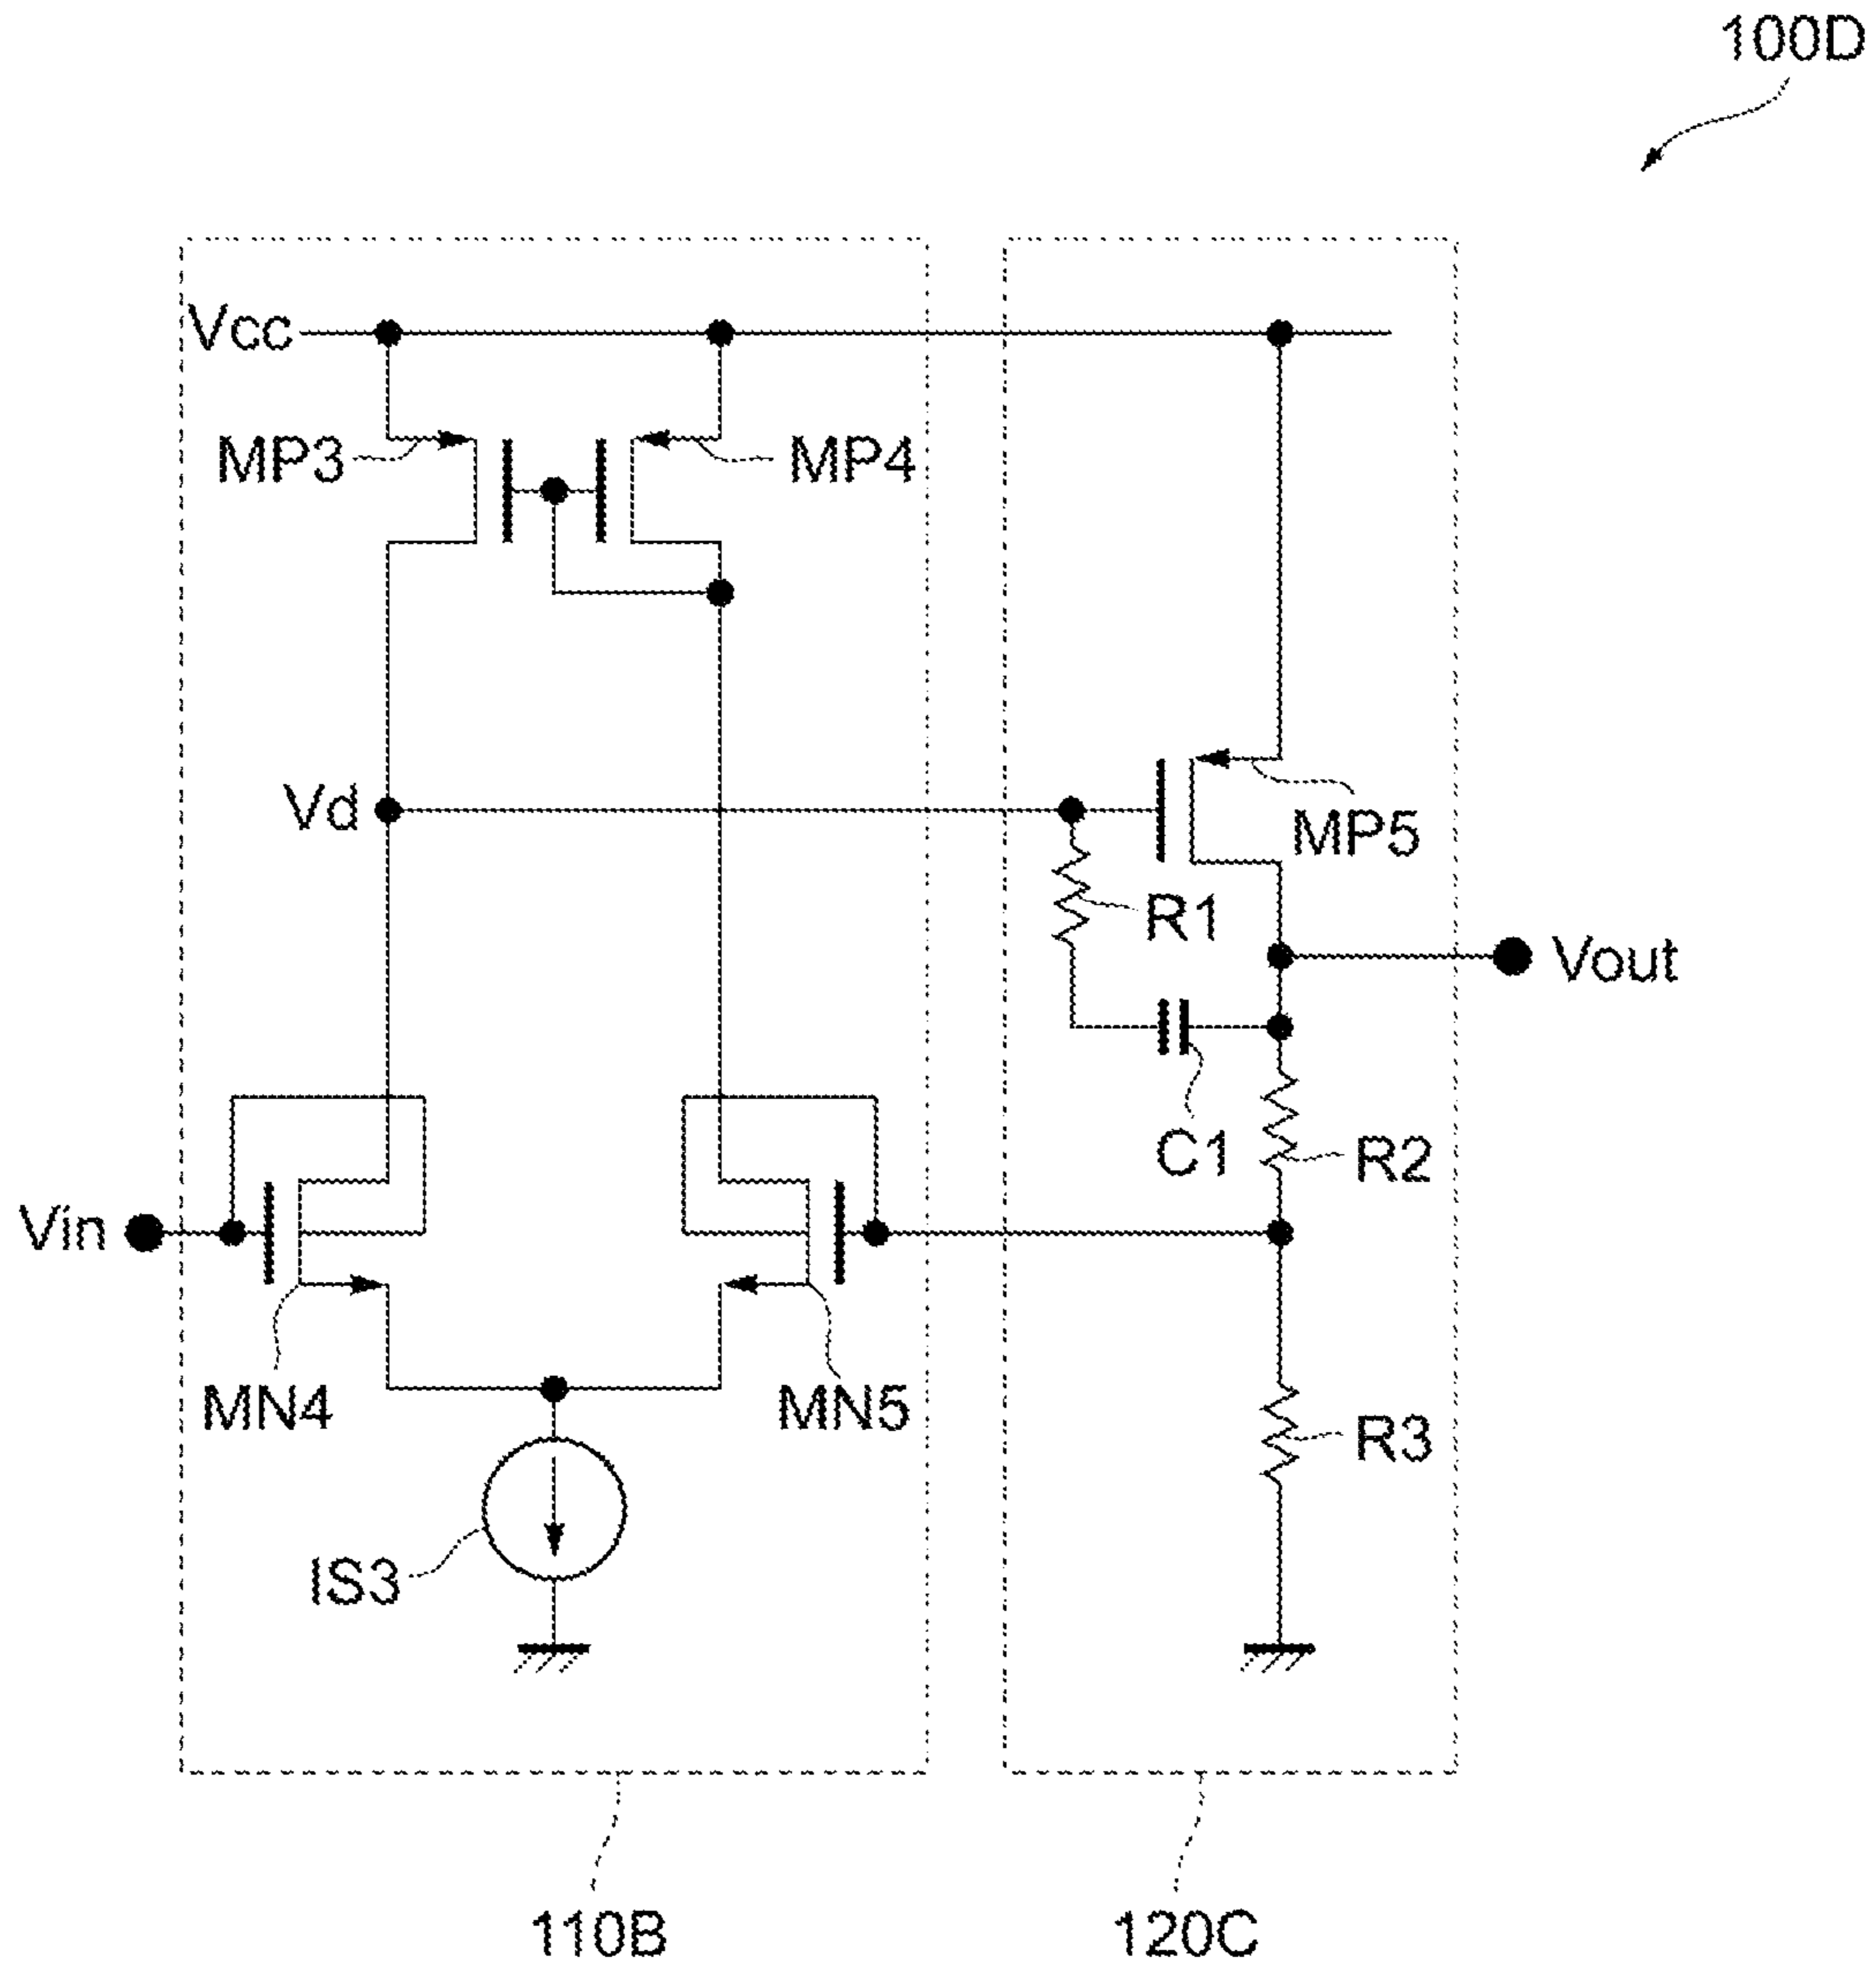 100D
Vcc
MP3
MP4
Vd
MP5
R1
Vout
C1
R2
Vin
MN4
MN5
R3
IS3
110B
120C